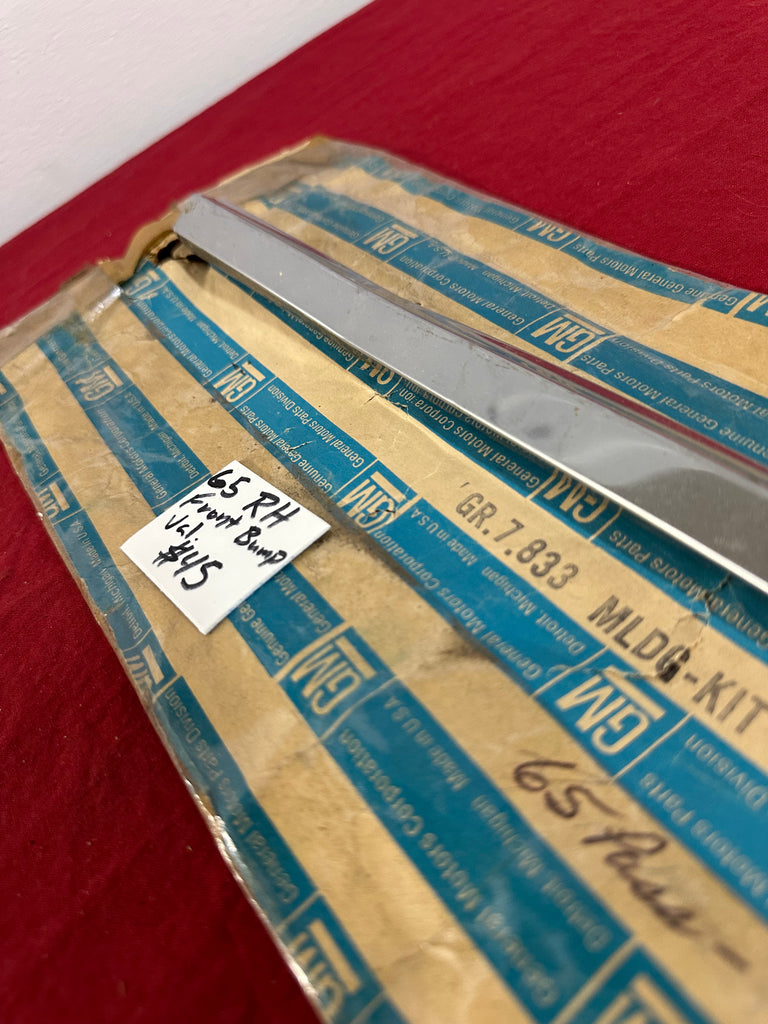 65 RH
Front Bump
Val
$45
GR.7.833 MLDG-KIT
65 Pass-
GM
Genuine General Motors Parts
General Motors Parts Division
General Motors Corporation
Detroit, Michigan Made in U.S.A.